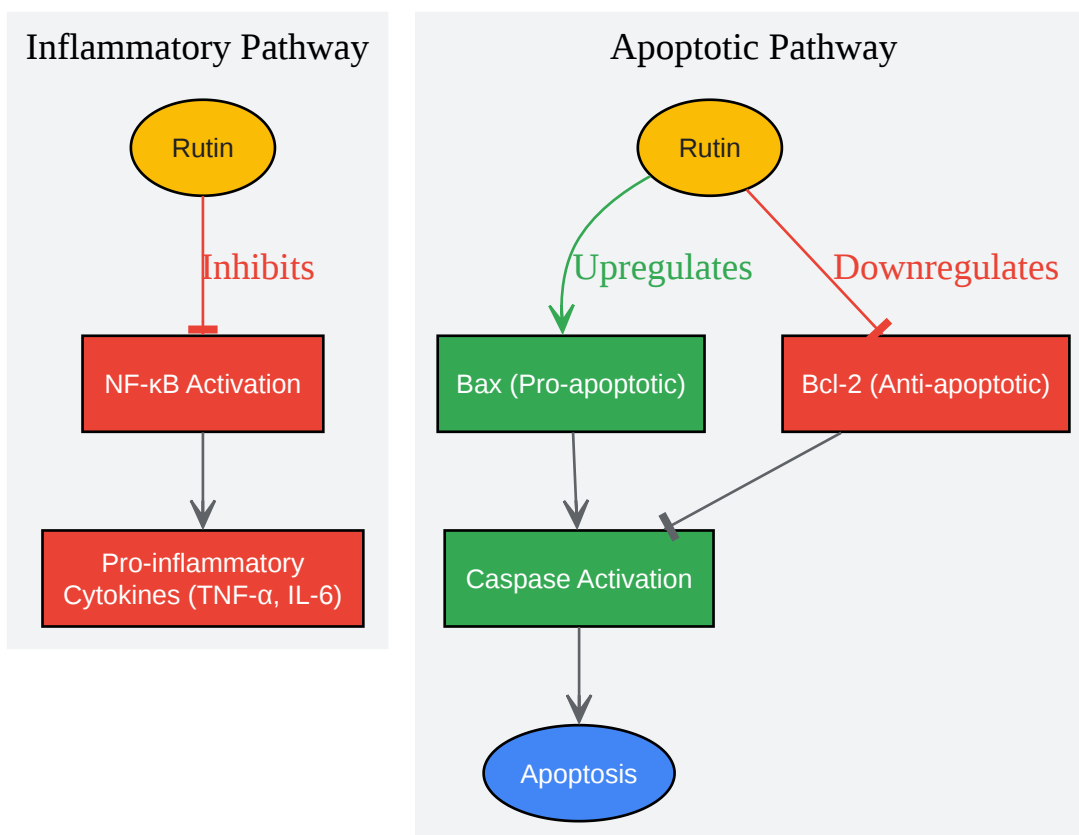 Inflammatory Pathway
Rutin
Inhibits
NF-κB Activation
Pro-inflammatory
Cytokines (TNF-α, IL-6)
Apoptotic Pathway
Rutin
Upregulates
Downregulates
Bax (Pro-apoptotic)
Bcl-2 (Anti-apoptotic)
Caspase Activation
Apoptosis